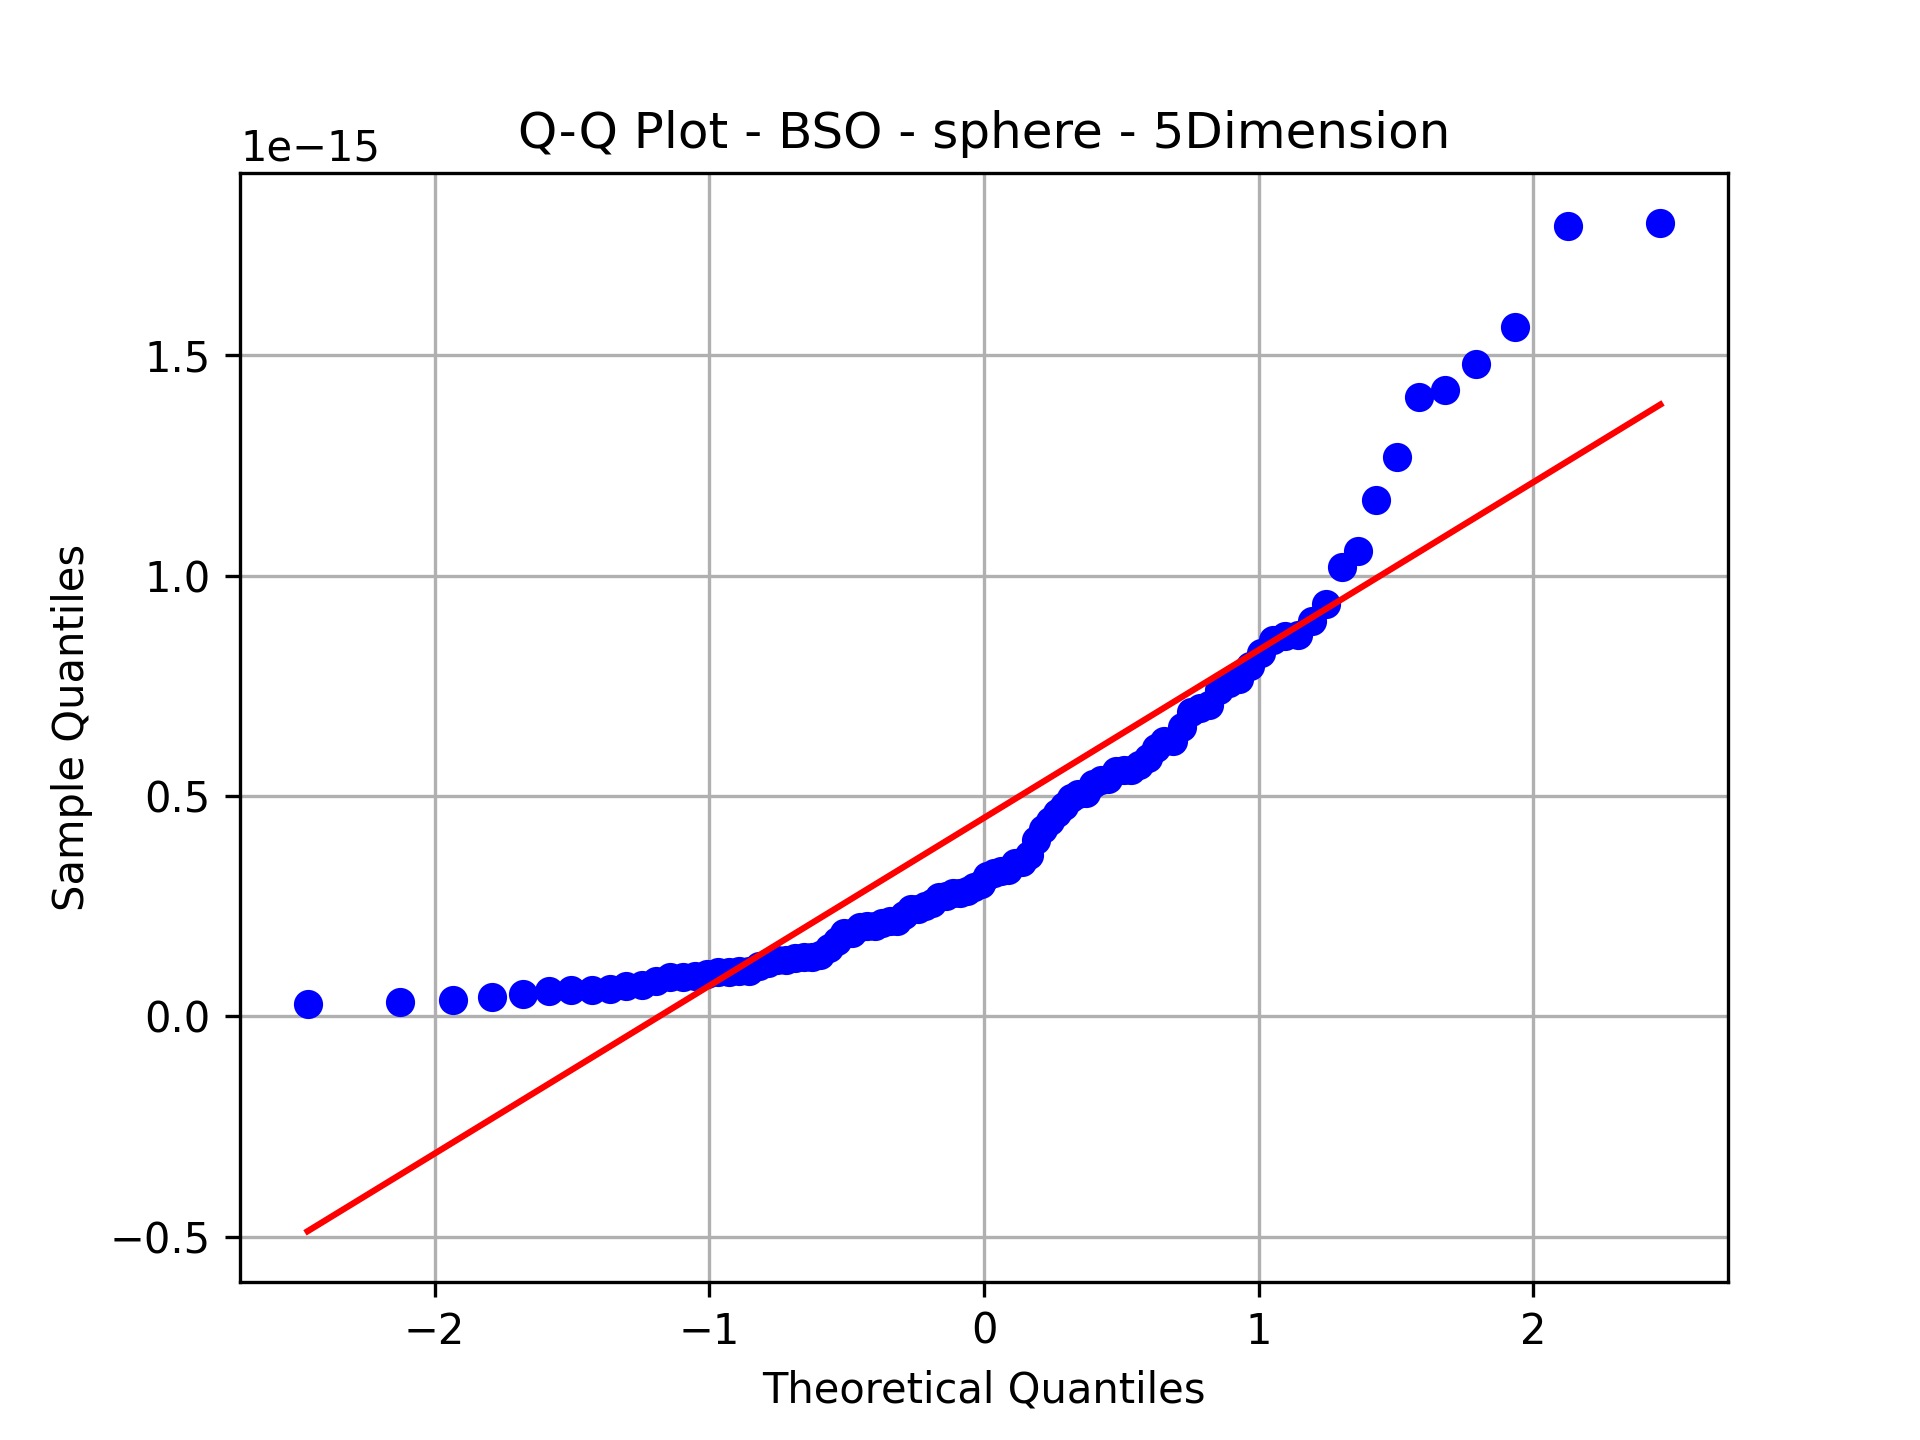 Q-Q Plot - BSO - sphere - 5Dimension
1e−15
1.5
1.0
0.5
0.0
−0.5
Sample Quantiles
−2
−1
0
1
2
Theoretical Quantiles